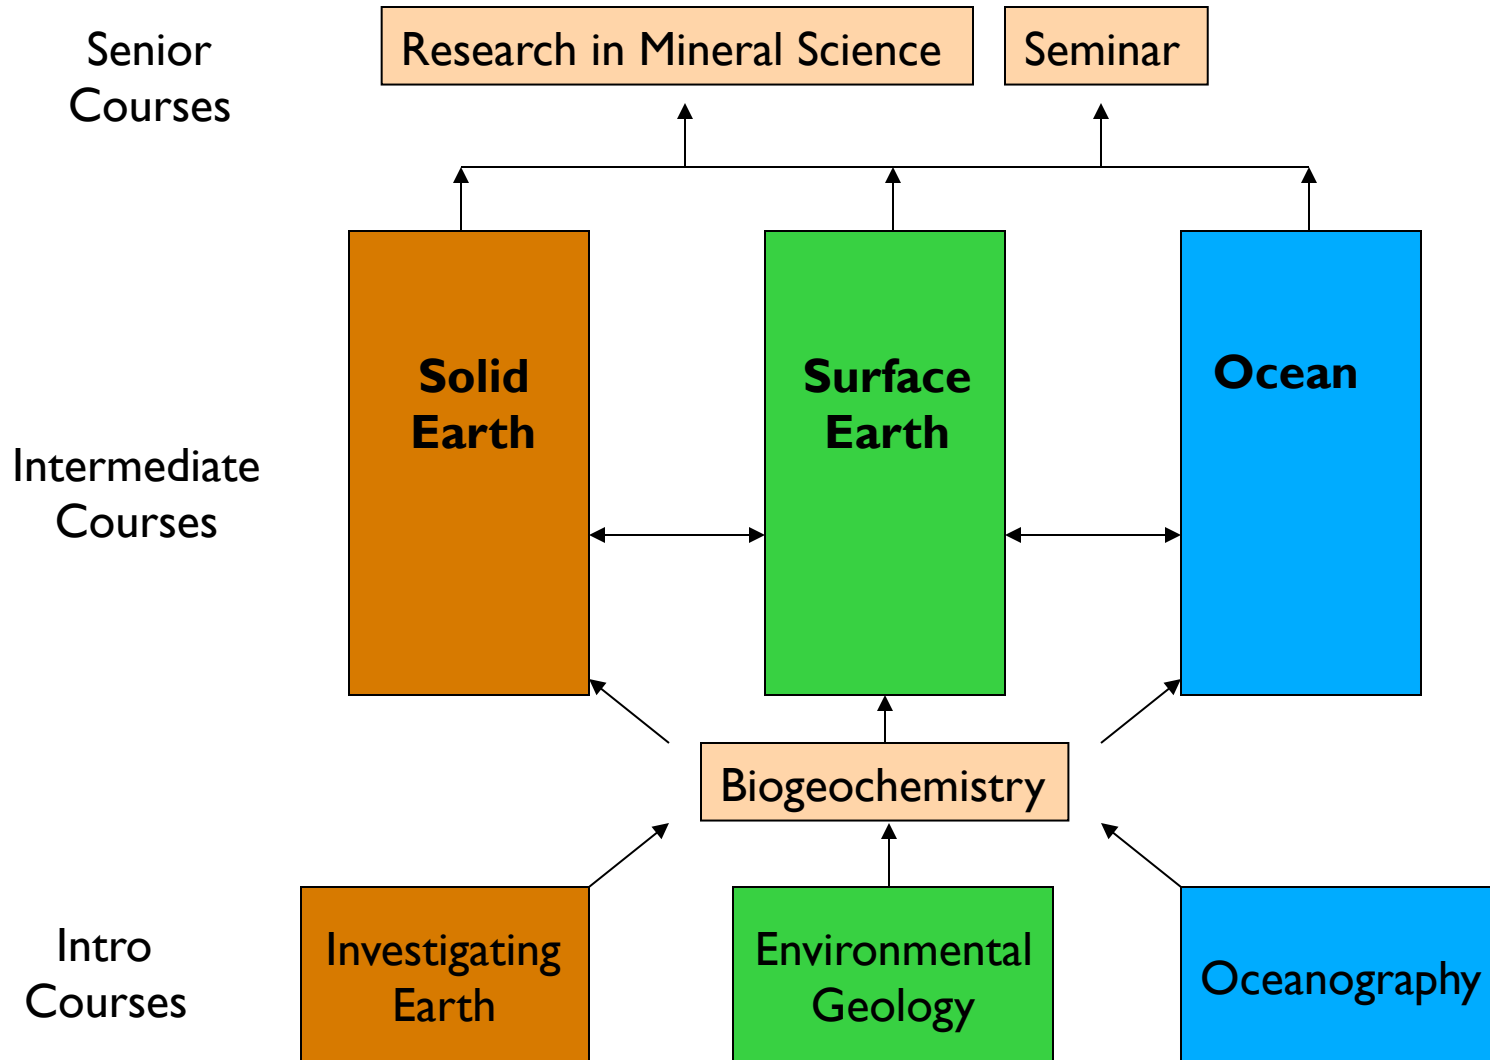 Senior
Courses
Research in Mineral Science
Seminar
Intermediate
Courses
Solid
Earth
Surface
Earth
Ocean
Biogeochemistry
Intro
Courses
Investigating
Earth
Environmental
Geology
Oceanography